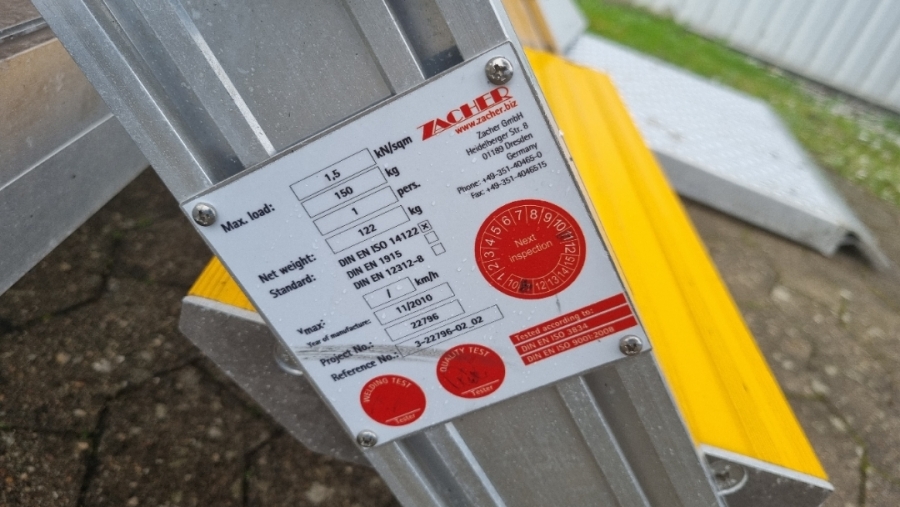 ZACHER
www.zacher.biz
Zacher GmbH
Heidelberger Str. 8
01189 Dresden
Germany
Phone: +49-351-40465-0
Fax: +49-351-4046515
Max. load: 1,5 kN/sqm
150 kg
1 pers.
Net weight: 122 kg
Standard: DIN EN ISO 14122 x
DIN EN 1915
DIN EN 12312-8
Vmax: / km/h
Year of manufacture: 11/2010
Project No.: 22796
Reference No.: 3-22796-02_02
1 2 3 4 5 6 7 8 9 10 11 12
Next
inspection
10 12 13 14 15
Tested according to:
DIN EN ISO 3834
DIN EN ISO 9001:2008
WELDING TEST
Tester
QUALITY TEST
Tester